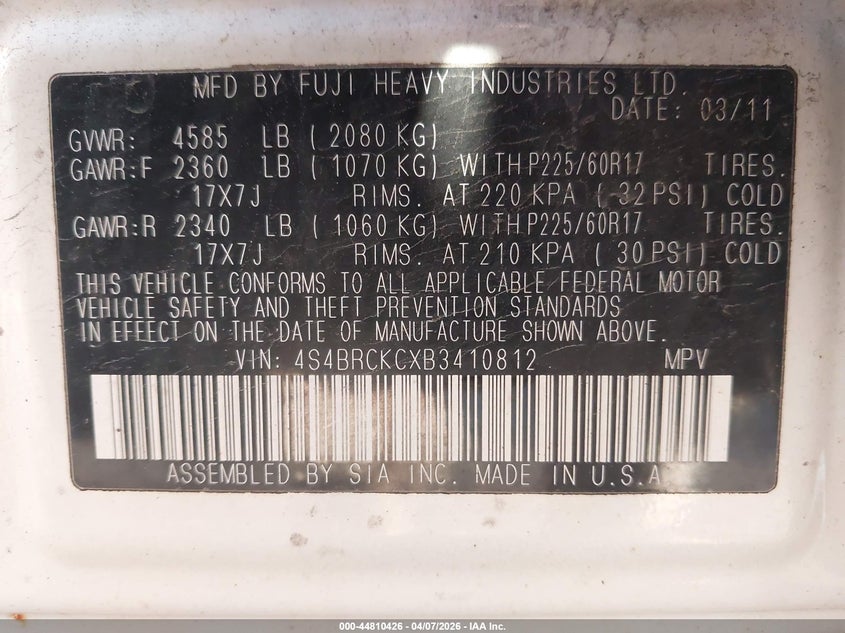 MFD BY FUJI HEAVY INDUSTRIES LTD.
DATE: 03/11
GVWR: 4585 LB ( 2080 KG)
GAWR:F 2360 LB ( 1070 KG) WITH P225/60R17 TIRES.
17X7J RIMS. AT 220 KPA ( 32 PSI) COLD
GAWR:R 2340 LB ( 1060 KG) WITH P225/60R17 TIRES.
17X7J RIMS. AT 210 KPA ( 30 PSI) COLD
THIS VEHICLE CONFORMS TO ALL APPLICABLE FEDERAL MOTOR
VEHICLE SAFETY AND THEFT PREVENTION STANDARDS
IN EFFECT ON THE DATE OF MANUFACTURE SHOWN ABOVE.
VIN: 4S4BRCKCXB3410812 MPV
ASSEMBLED BY SIA INC. MADE IN U.S.A.
000-44810426 - 04/07/2026 - IAA Inc.